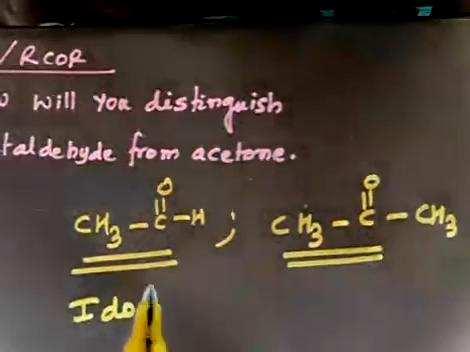 /RCOR
will you distinguish
taldehyde from acetone.
O O
CH3-C-H ; CH3-C-CH3
Ido